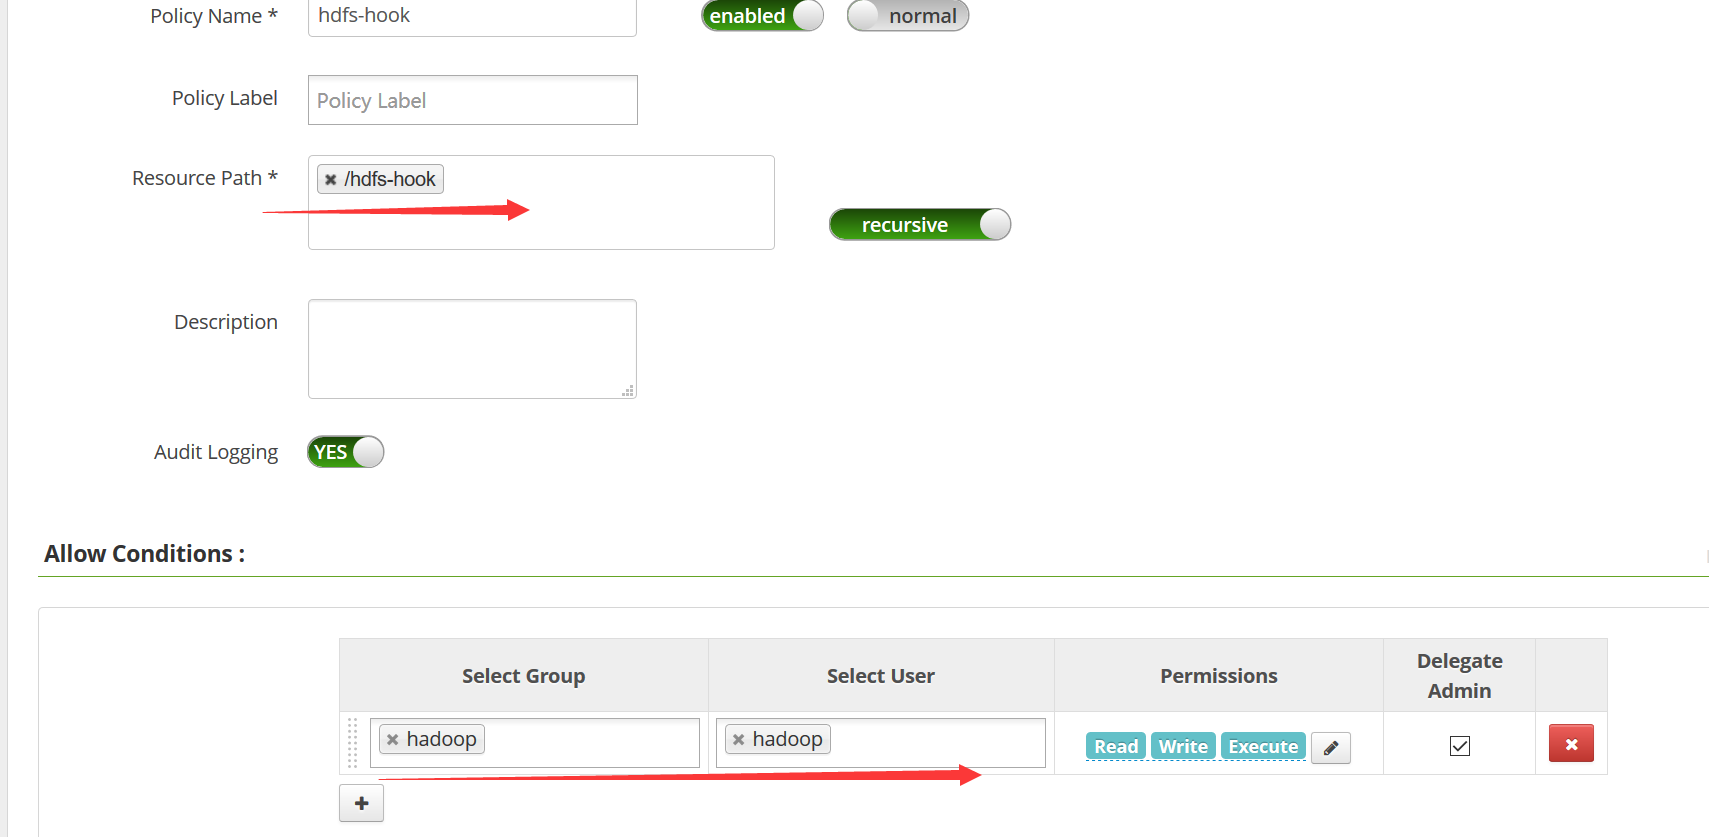 Policy Name * hdfs-hook enabled normal
Policy Label Policy Label
Resource Path * /hdfs-hook
recursive
Description
Audit Logging YES
Allow Conditions :
Select Group Select User Permissions Delegate Admin
hadoop hadoop Read Write Execute